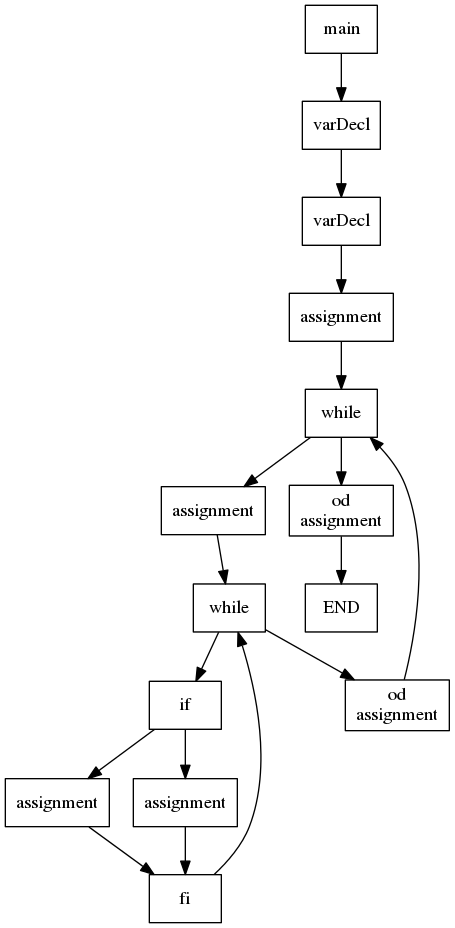 main
varDecl
varDecl
assignment
while
assignment
od
assignment
while
END
if
od
assignment
assignment
assignment
fi